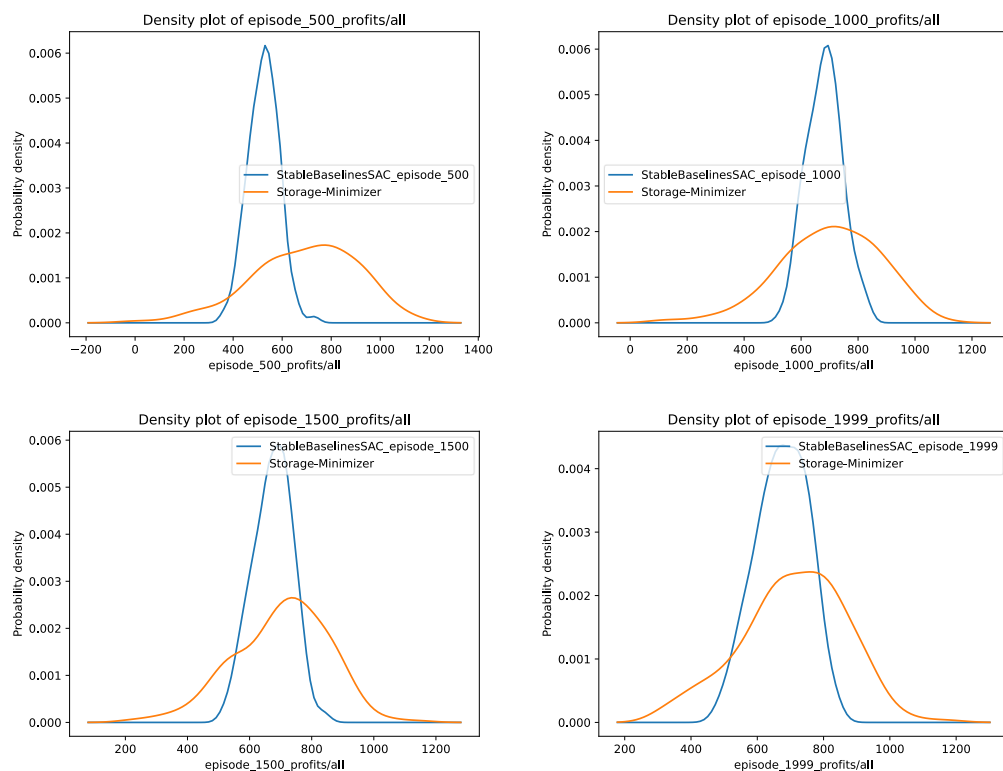 Density plot of episode_500_profits/all
0.006
0.005
0.004
0.003
0.002
0.001
0.000
Probability density
StableBaselinesSAC_episode_500
Storage-Minimizer
−200 0 200 400 600 800 1000 1200 1400
episode_500_profits/all
Density plot of episode_1000_profits/all
0.006
0.005
0.004
0.003
0.002
0.001
0.000
Probability density
StableBaselinesSAC_episode_1000
Storage-Minimizer
0 200 400 600 800 1000 1200
episode_1000_profits/all
Density plot of episode_1500_profits/all
0.006
0.005
0.004
0.003
0.002
0.001
0.000
Probability density
StableBaselinesSAC_episode_1500
Storage-Minimizer
200 400 600 800 1000 1200
episode_1500_profits/all
Density plot of episode_1999_profits/all
0.004
0.003
0.002
0.001
0.000
Probability density
StableBaselinesSAC_episode_1999
Storage-Minimizer
200 400 600 800 1000 1200
episode_1999_profits/all